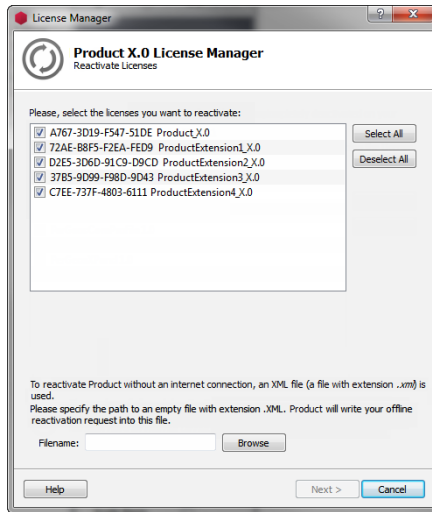 License Manager
Product X.0 License Manager
Reactivate Licenses
Please, select the licenses you want to reactivate:
A767-3D19-F547-51DE Product_X.0
72AE-B8F5-F2EA-FED9 ProductExtension1_X.0
D2E5-3D6D-91C9-D9CD ProductExtension2_X.0
37B5-9D99-F98D-9D43 ProductExtension3_X.0
C7EE-737F-4803-6111 ProductExtension4_X.0
Select All
Deselect All
To reactivate Product without an internet connection, an XML file (a file with extension .xml) is
used.
Please specify the path to an empty file with extension .XML. Product will write your offline
reactivation request into this file.
Filename:
Browse
Help
Next >
Cancel